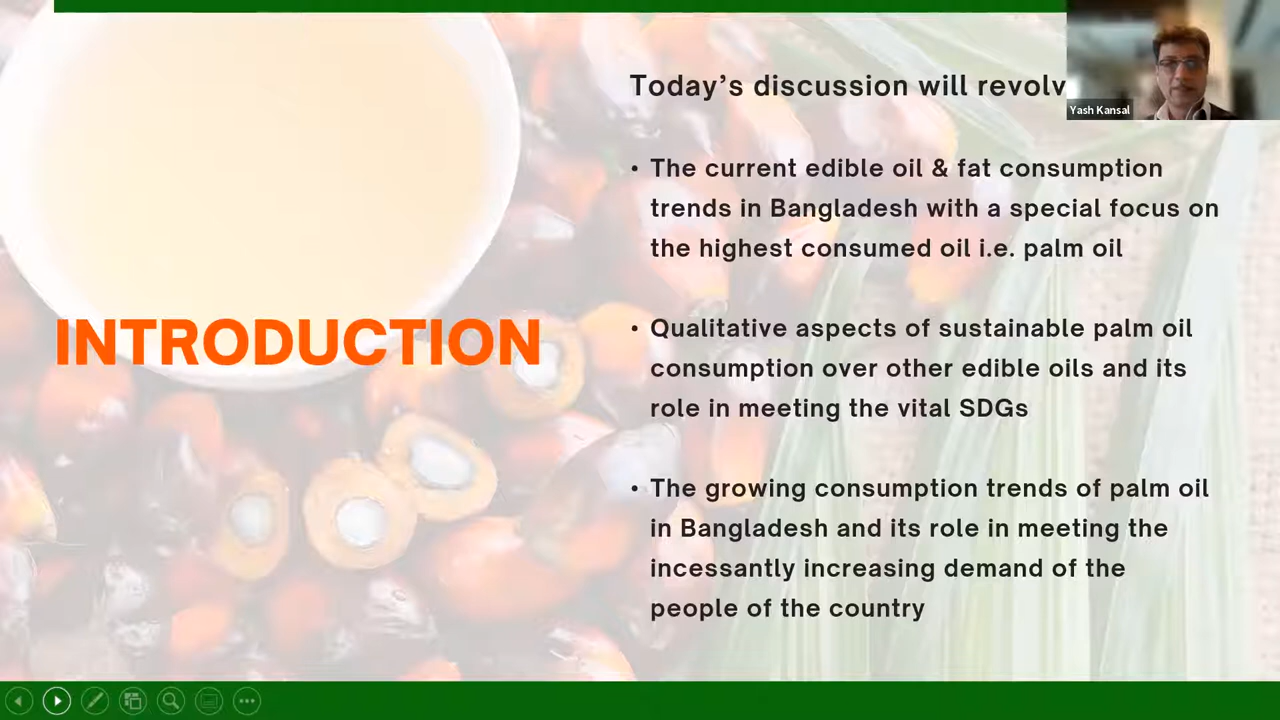 Today's discussion will revolv
Yash Kansal
• The current edible oil & fat consumption
trends in Bangladesh with a special focus on
the highest consumed oil i.e. palm oil
INTRODUCTION
• Qualitative aspects of sustainable palm oil
consumption over other edible oils and its
role in meeting the vital SDGs
• The growing consumption trends of palm oil
in Bangladesh and its role in meeting the
incessantly increasing demand of the
people of the country